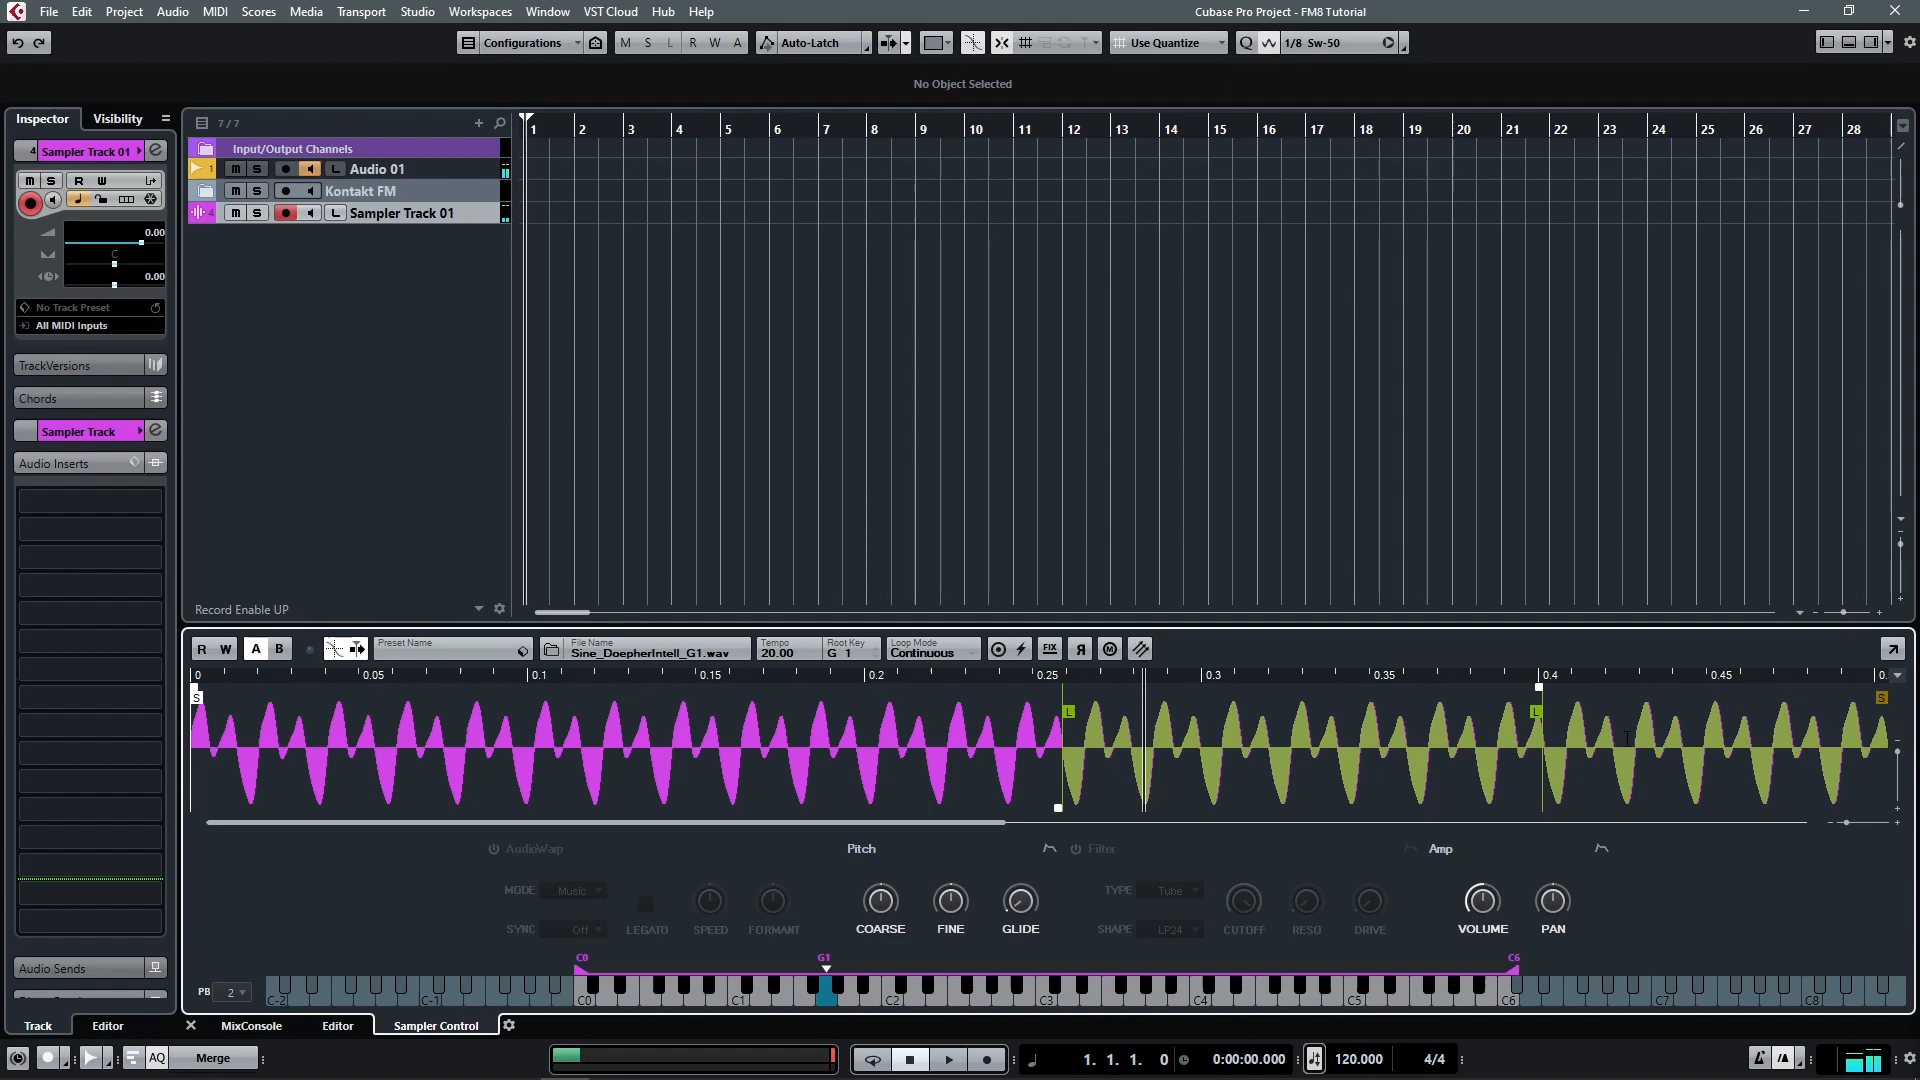 File Edit Project Audio MIDI Scores Media Transport Studio Workspaces Window VST Cloud Hub Help
Cubase Pro Project - FM8 Tutorial
Configurations M S L R W A Auto-Latch Use Quantize Q 1/8 Sw-50
No Object Selected
Inspector Visibility
7 / 7
1 2 3 4 5 6 7 8 9 10 11 12 13 14 15 16 17 18 19 20 21 22 23 24 25 26 27 28
4 Sampler Track 01
Input/Output Channels
1 m S L Audio 01
m S Kontakt FM
4 m S L Sampler Track 01
m S R W
0.00
C
0.00
No Track Preset
All MIDI Inputs
TrackVersions
Chords
Sampler Track
Audio Inserts
Audio Sends
Record Enable UP
R W A B
Preset Name
File Name
Sine_DoepherIntell_G1.wav
Tempo
20.00
Root Key
G 1
Loop Mode
Continuous
FIX
0 0.05 0.1 0.15 0.2 0.25 0.3 0.35 0.4 0.45 0.
S L L S
AudioWarp Pitch Filter Amp
MODE Music TYPE Tube
SYNC Off LEGATO SPEED FORMANT COARSE FINE GLIDE SHAPE LP24 CUTOFF RESO DRIVE VOLUME PAN
C0 G1 C6
PB 2
C-2 C-1 C0 C1 C2 C3 C4 C5 C6 C7 C8
Track Editor MixConsole Editor Sampler Control
AQ Merge
1. 1. 1. 0 0:00:00.000 120.000 4/4